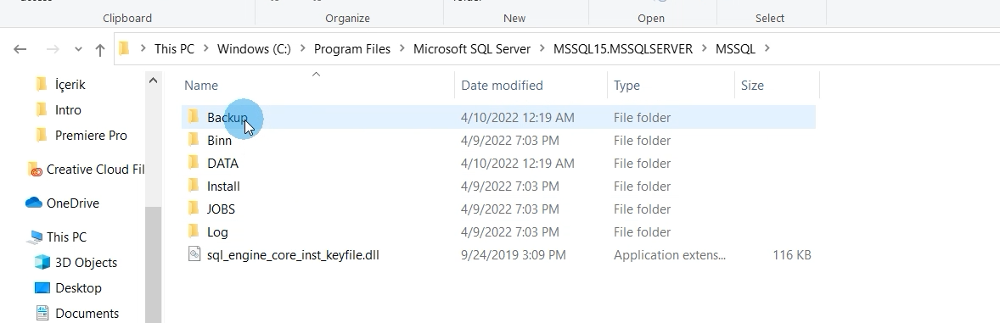 Clipboard Organize New Open Select
This PC > Windows (C:) > Program Files > Microsoft SQL Server > MSSQL15.MSSQLSERVER > MSSQL >
İçerik
Intro
Premiere Pro
Creative Cloud Fil
OneDrive
This PC
3D Objects
Desktop
Documents
Name Date modified Type Size
Backup 4/10/2022 12:19 AM File folder
Binn 4/9/2022 7:03 PM File folder
DATA 4/10/2022 12:19 AM File folder
Install 4/9/2022 7:03 PM File folder
JOBS 4/9/2022 7:03 PM File folder
Log 4/9/2022 7:03 PM File folder
sql_engine_core_inst_keyfile.dll 9/24/2019 3:09 PM Application extens... 116 KB